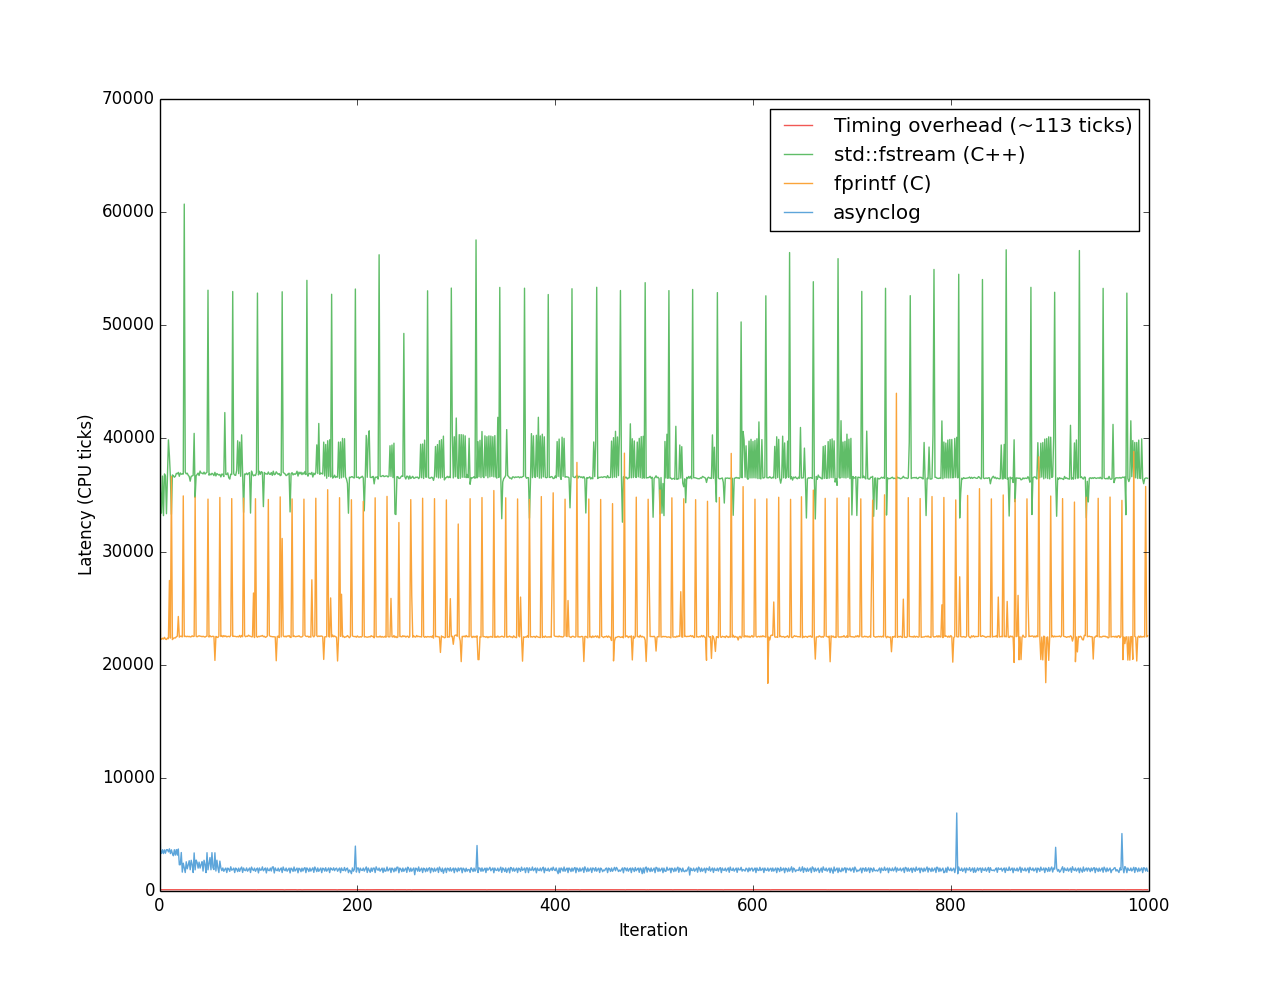 70000
60000
50000
40000
30000
20000
10000
0
0 200 400 600 800 1000
Latency (CPU ticks)
Iteration
Timing overhead (~113 ticks)
std::fstream (C++)
fprintf (C)
asynclog